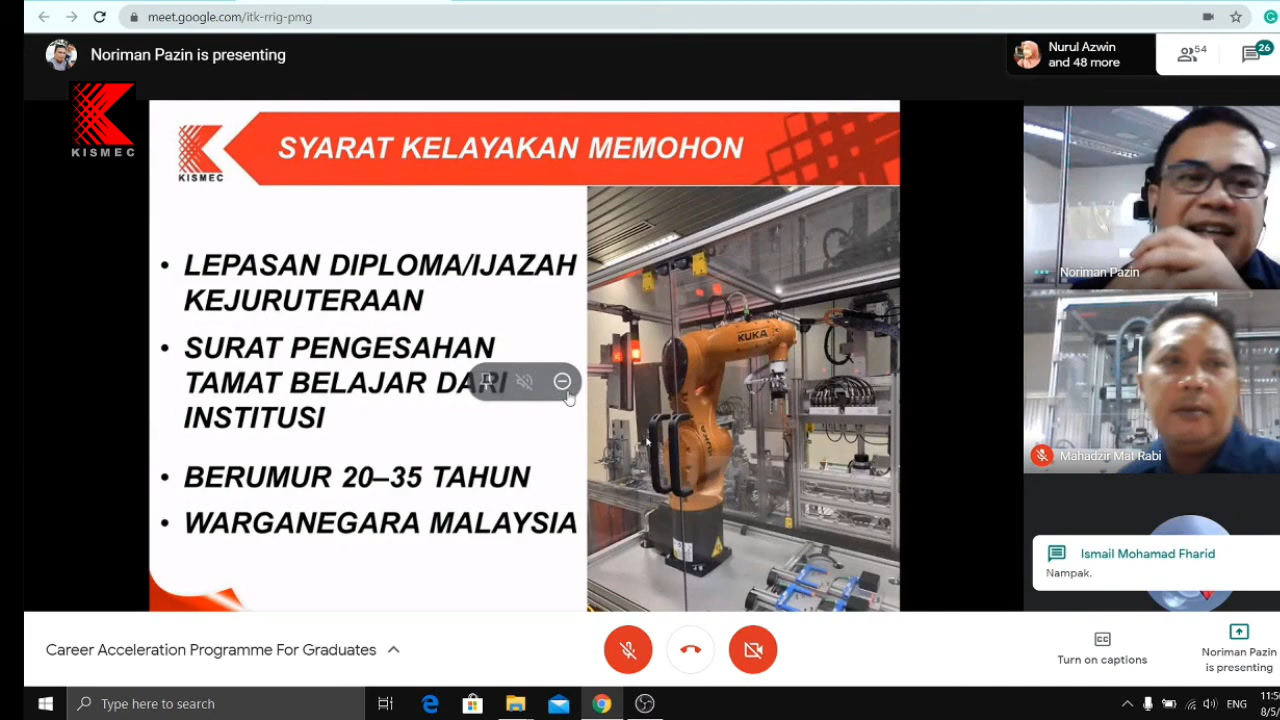 meet.google.com/itk-rrig-pmg
Noriman Pazin is presenting
Nurul Azwin
and 48 more
54
26
KISMEC
KISMEC
SYARAT KELAYAKAN MEMOHON
• LEPASAN DIPLOMA/IJAZAH
KEJURUTERAAN
• SURAT PENGESAHAN
TAMAT BELAJAR DARI
INSTITUSI
• BERUMUR 20–35 TAHUN
• WARGANEGARA MALAYSIA
KUKA
KUKA
Noriman Pazin
Mahadzir Mat Rabi
Ismail Mohamad Fharid
Nampak.
Career Acceleration Programme For Graduates
CC
Turn on captions
Noriman Pazin
is presenting
Type here to search
ENG